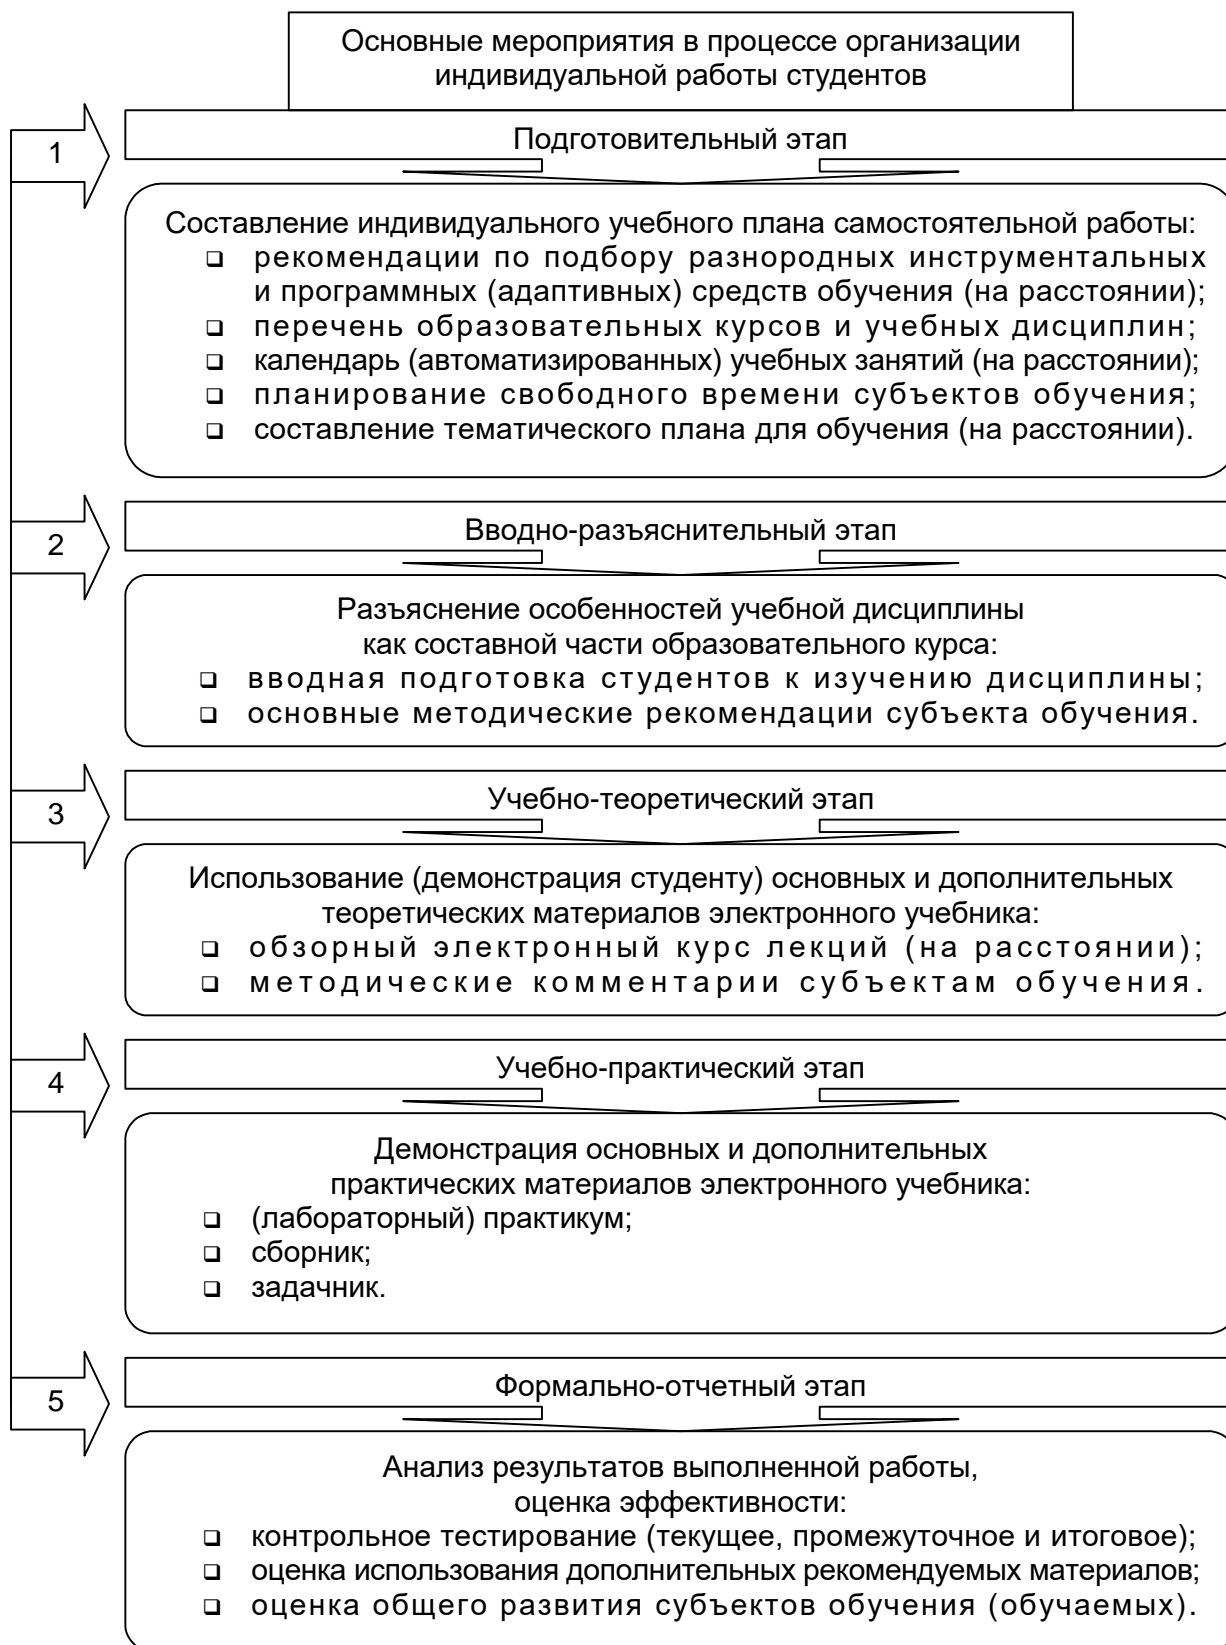 Основные мероприятия в процессе организации
индивидуальной работы студентов
1
Подготовительный этап
Составление индивидуального учебного плана самостоятельной работы:
❑ рекомендации по подбору разнородных инструментальных
и программных (адаптивных) средств обучения (на расстоянии);
❑ перечень образовательных курсов и учебных дисциплин;
❑ календарь (автоматизированных) учебных занятий (на расстоянии);
❑ планирование свободного времени субъектов обучения;
❑ составление тематического плана для обучения (на расстоянии).
2
Вводно-разъяснительный этап
Разъяснение особенностей учебной дисциплины
как составной части образовательного курса:
❑ вводная подготовка студентов к изучению дисциплины;
❑ основные методические рекомендации субъекта обучения.
3
Учебно-теоретический этап
Использование (демонстрация студенту) основных и дополнительных
теоретических материалов электронного учебника:
❑ обзорный электронный курс лекций (на расстоянии);
❑ методические комментарии субъектам обучения.
4
Учебно-практический этап
Демонстрация основных и дополнительных
практических материалов электронного учебника:
❑ (лабораторный) практикум;
❑ сборник;
❑ задачник.
5
Формально-отчетный этап
Анализ результатов выполненной работы,
оценка эффективности:
❑ контрольное тестирование (текущее, промежуточное и итоговое);
❑ оценка использования дополнительных рекомендуемых материалов;
❑ оценка общего развития субъектов обучения (обучаемых).